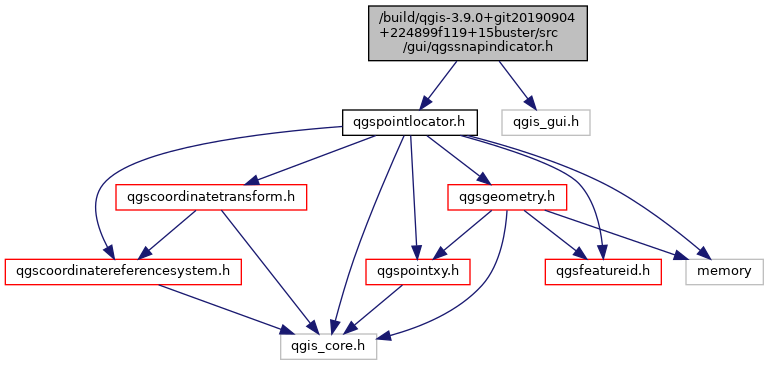 /build/qgis-3.9.0+git20190904
+224899f119+15buster/src
/gui/qgssnapindicator.h
qgspointlocator.h
qgis_gui.h
qgscoordinatetransform.h
qgsgeometry.h
qgscoordinatereferencesystem.h
qgspointxy.h
qgsfeatureid.h
memory
qgis_core.h